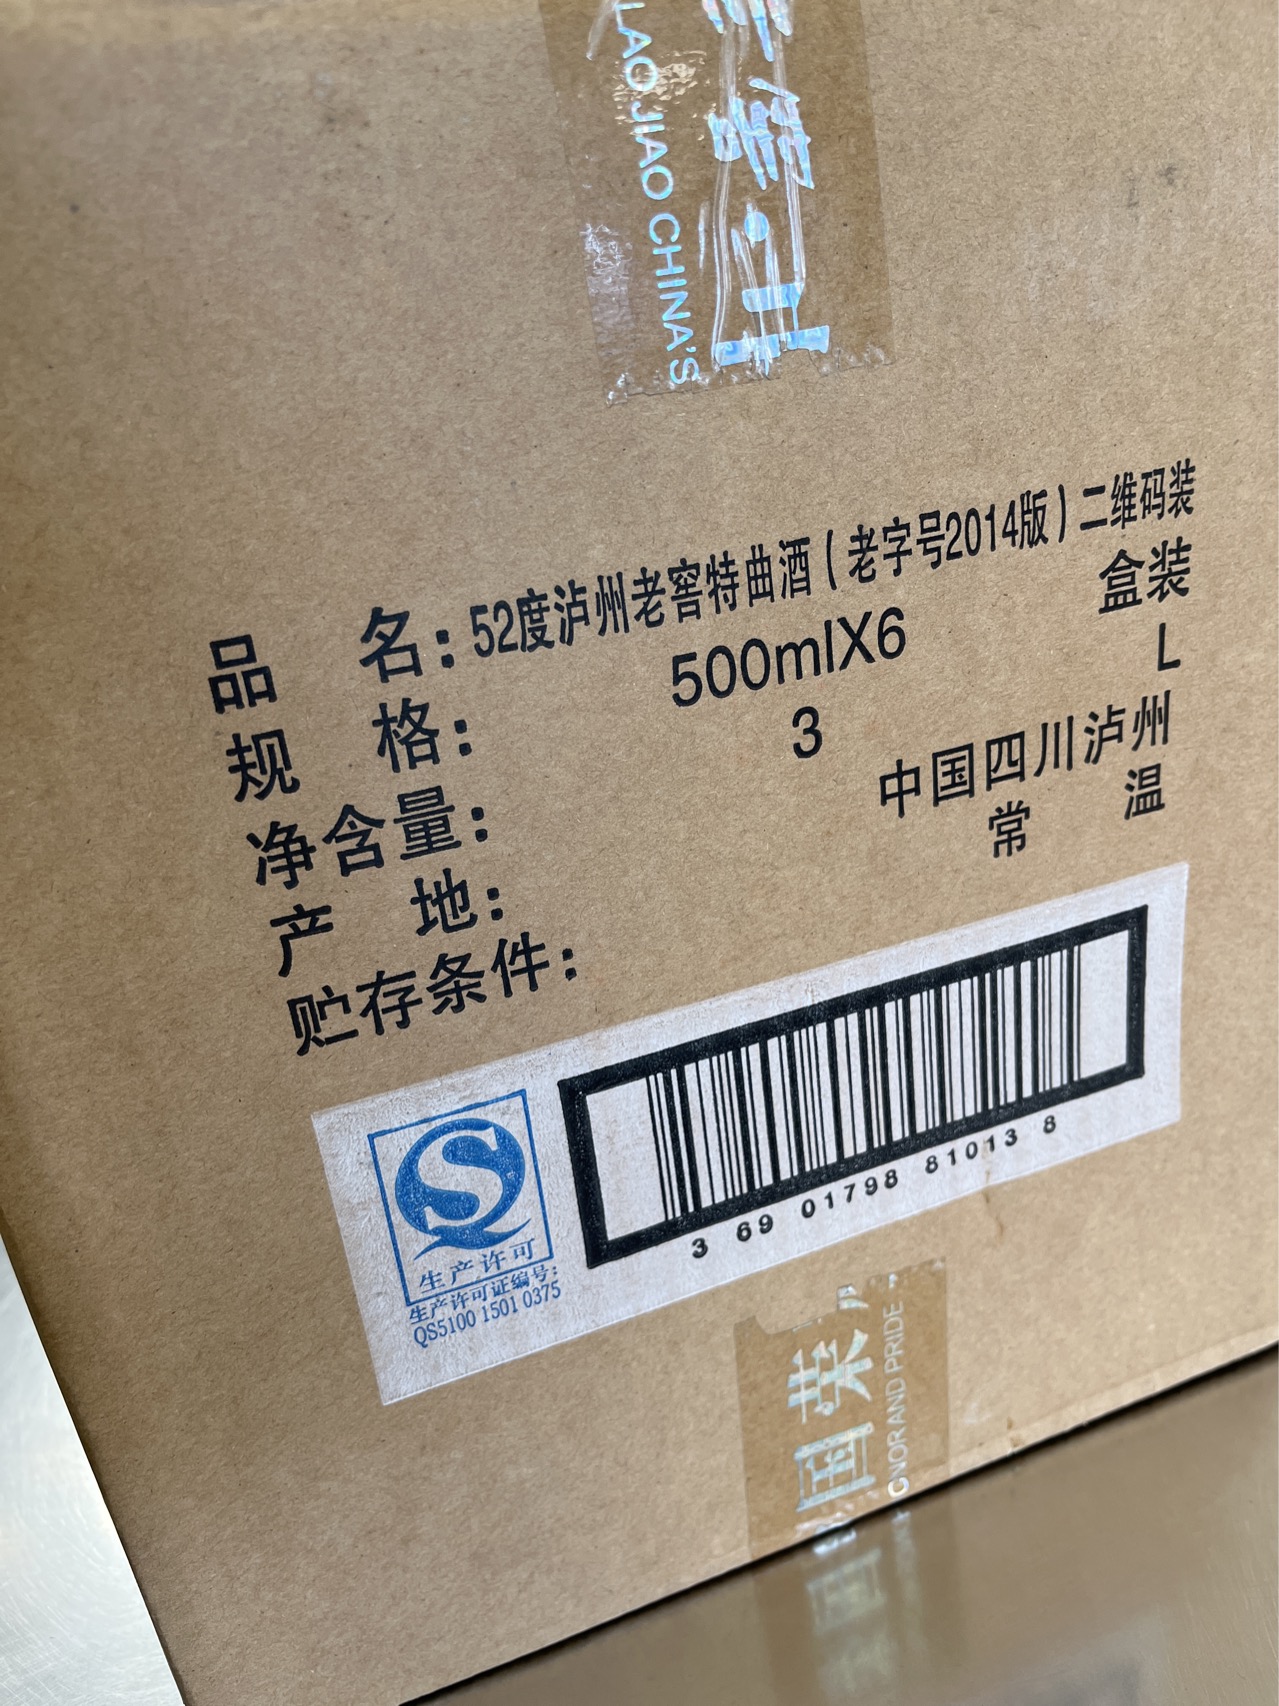 LAOJIAO CHINA'S
品 名：52度泸州老窖特曲酒（老字号2014版）二维码装
规 格： 500mlX6 盒装
净含量： 3 L
产 地： 中国四川泸州
贮存条件： 常 温
S
生产许可
生产许可证编号：
QS5100 1501 0375
3 69 01798 81013 8
国荣
AND PRIDE